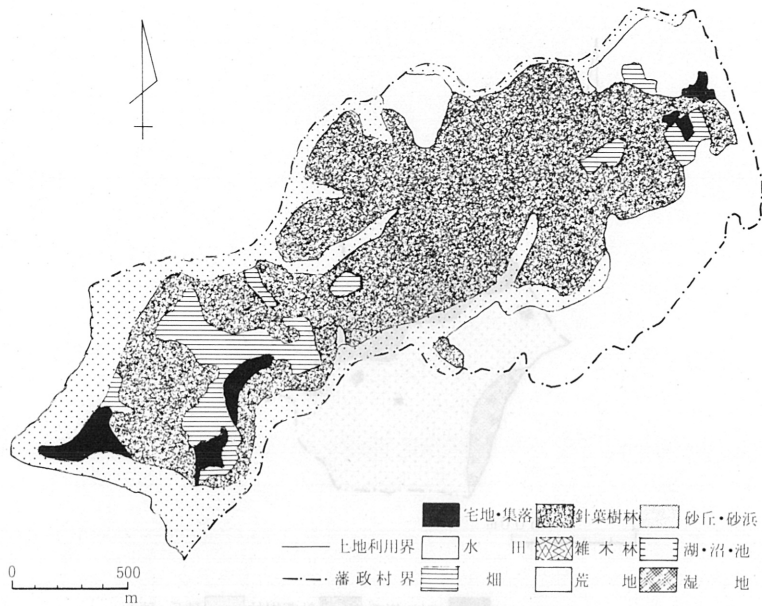 宅地・集落
針葉樹林
砂丘・砂浜
土地利用界
水田
雑木林
湖・沼・池
藩政村界
畑
荒地
湿地
0 500
m